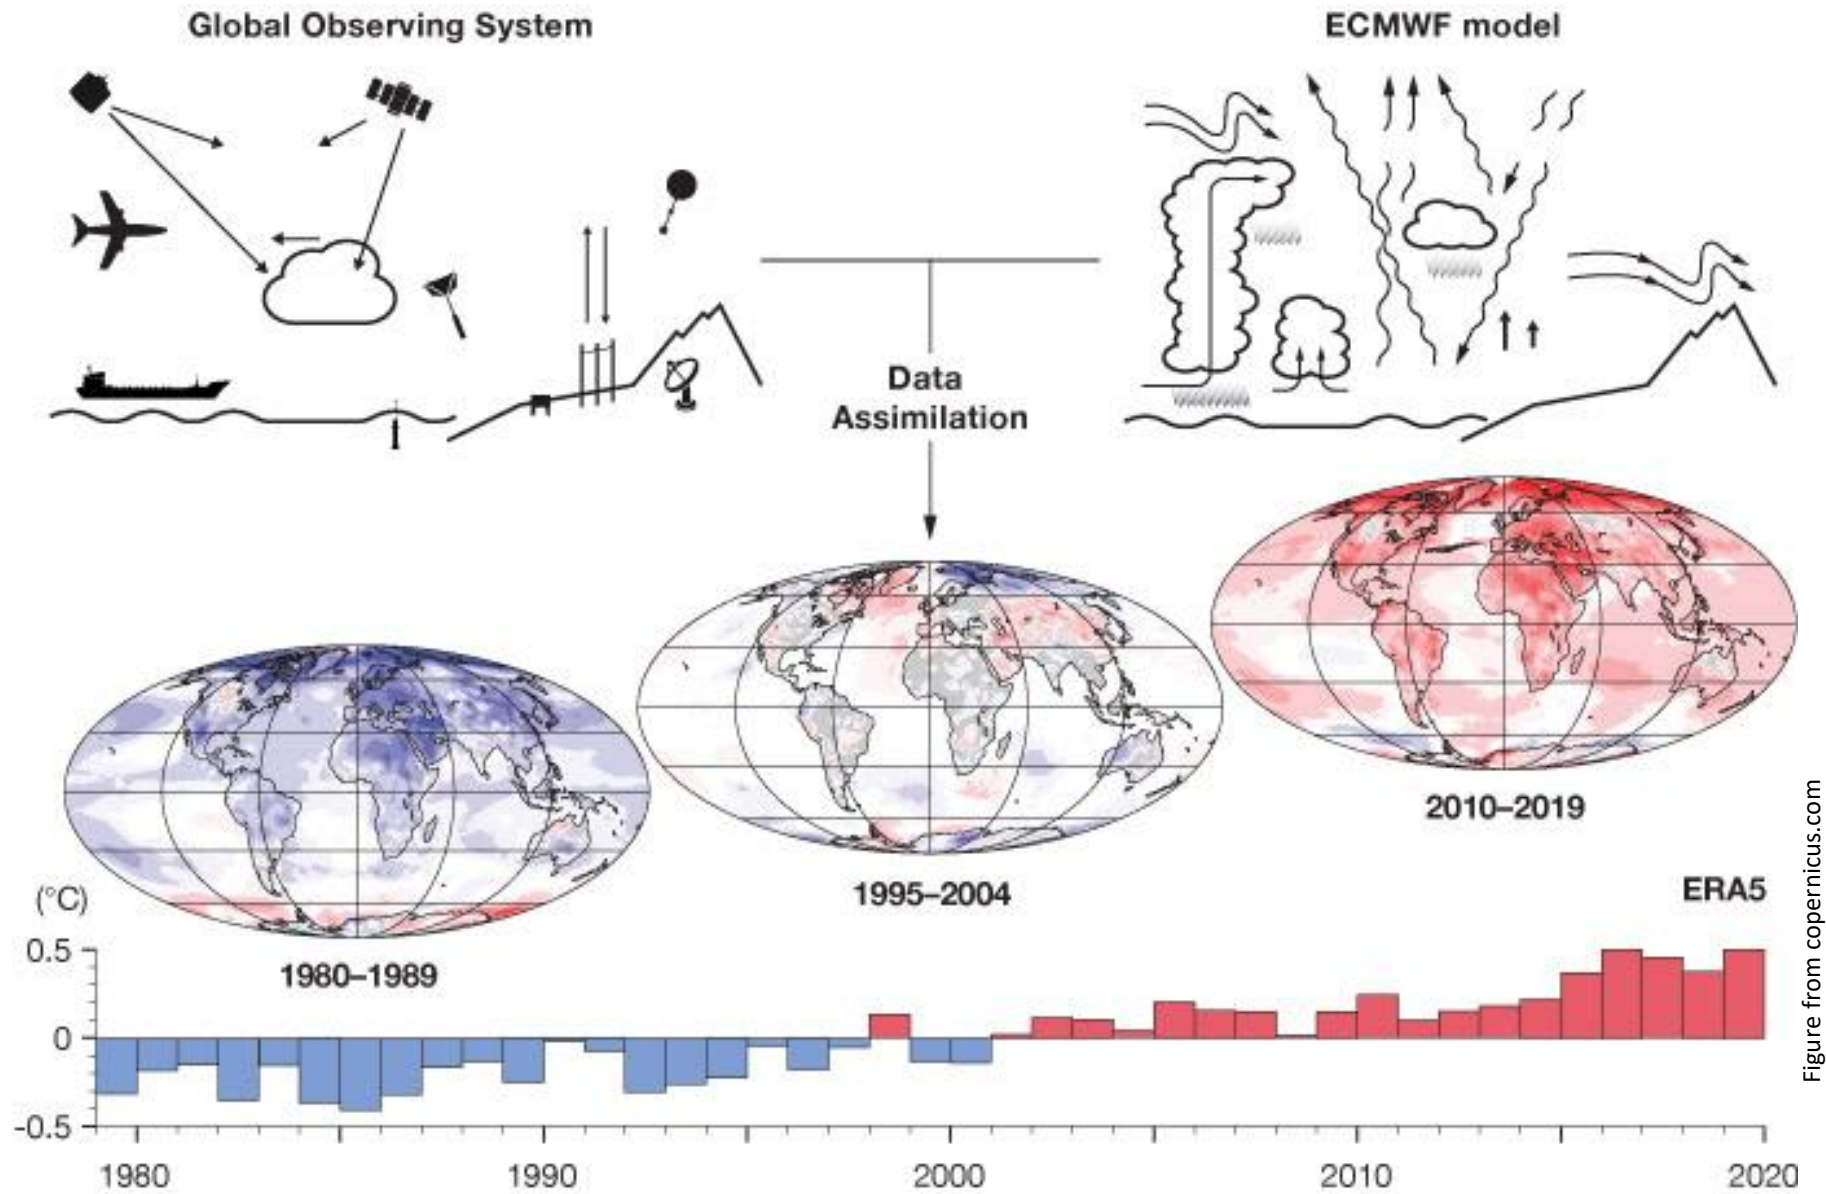 Global Observing System
ECMWF model
Data
Assimilation
2010–2019
1995–2004
ERA5
(°C)
1980–1989
0.5
0
-0.5
1980
1990
2000
2010
2020
Figure from copernicus.com